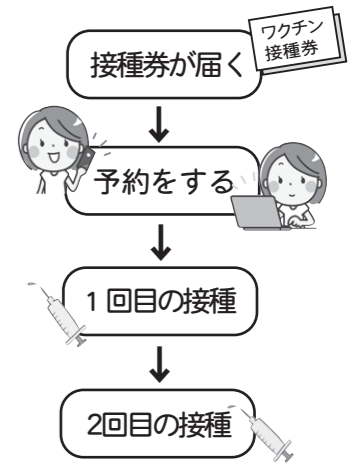 ワクチン
接種券
接種券が届く
予約をする
1回目の接種
2回目の接種